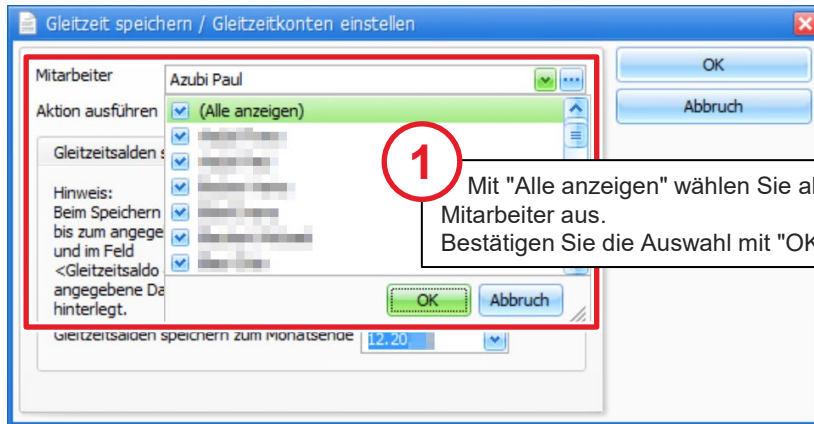 Gleitzeit speichern / Gleitzeitkonten einstellen
Mitarbeiter
Azubi Paul
OK
Aktion ausführen
(Alle anzeigen)
Abbruch
Gleitzeitsalden s
1
Mit "Alle anzeigen" wählen Sie al
Mitarbeiter aus.
Bestätigen Sie die Auswahl mit "OK
Hinweis:
Beim Speichern
bis zum angege
und im Feld
<Gleitzeitsaldo
angegebene Da
hinterlegt.
OK
Abbruch
Gleitzeitsalden speichern zum Monatsende
12.20